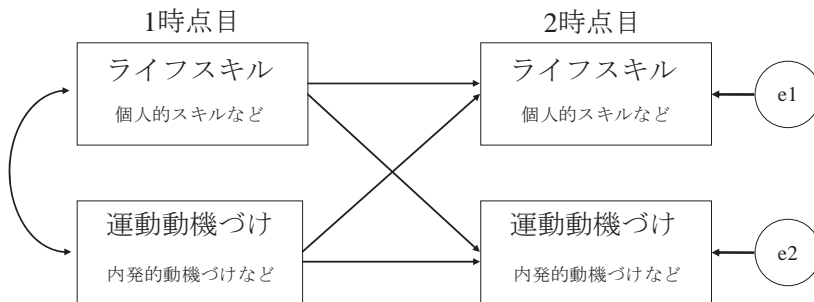 1時点目
2時点目
ライフスキル
個人的スキルなど
ライフスキル
個人的スキルなど
e1
運動動機づけ
内発的動機づけなど
運動動機づけ
内発的動機づけなど
e2